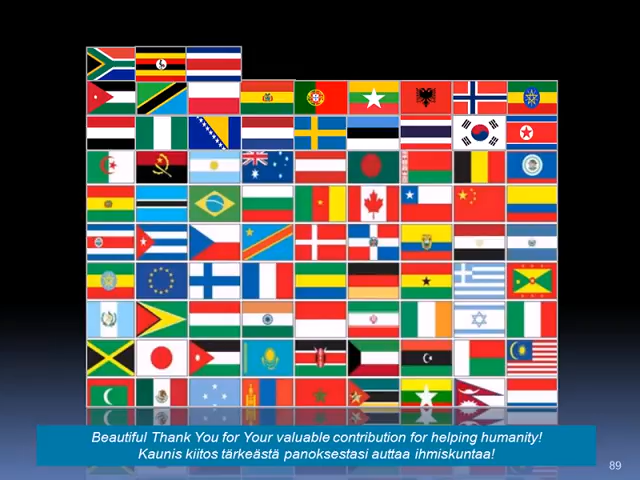 Beautiful Thank You for Your valuable contribution for helping humanity!
Kaunis kiitos tärkeästä panoksestasi auttaa ihmiskuntaa!
89